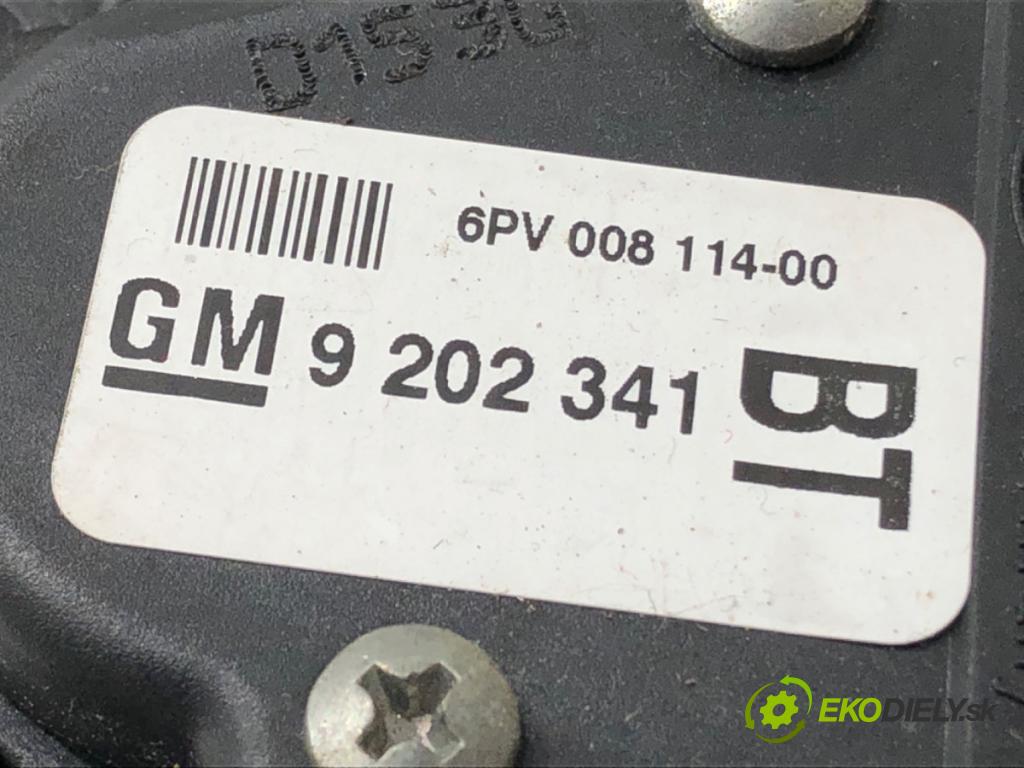 6PV 008 114-00
GM 9 202 341
BT
EKODIELY.sk